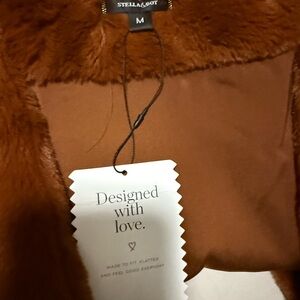 STELLA&DOT
M
Designed
with
love.
MADE TO FIT, FLATTER
AND FEEL GOOD EVERYDAY